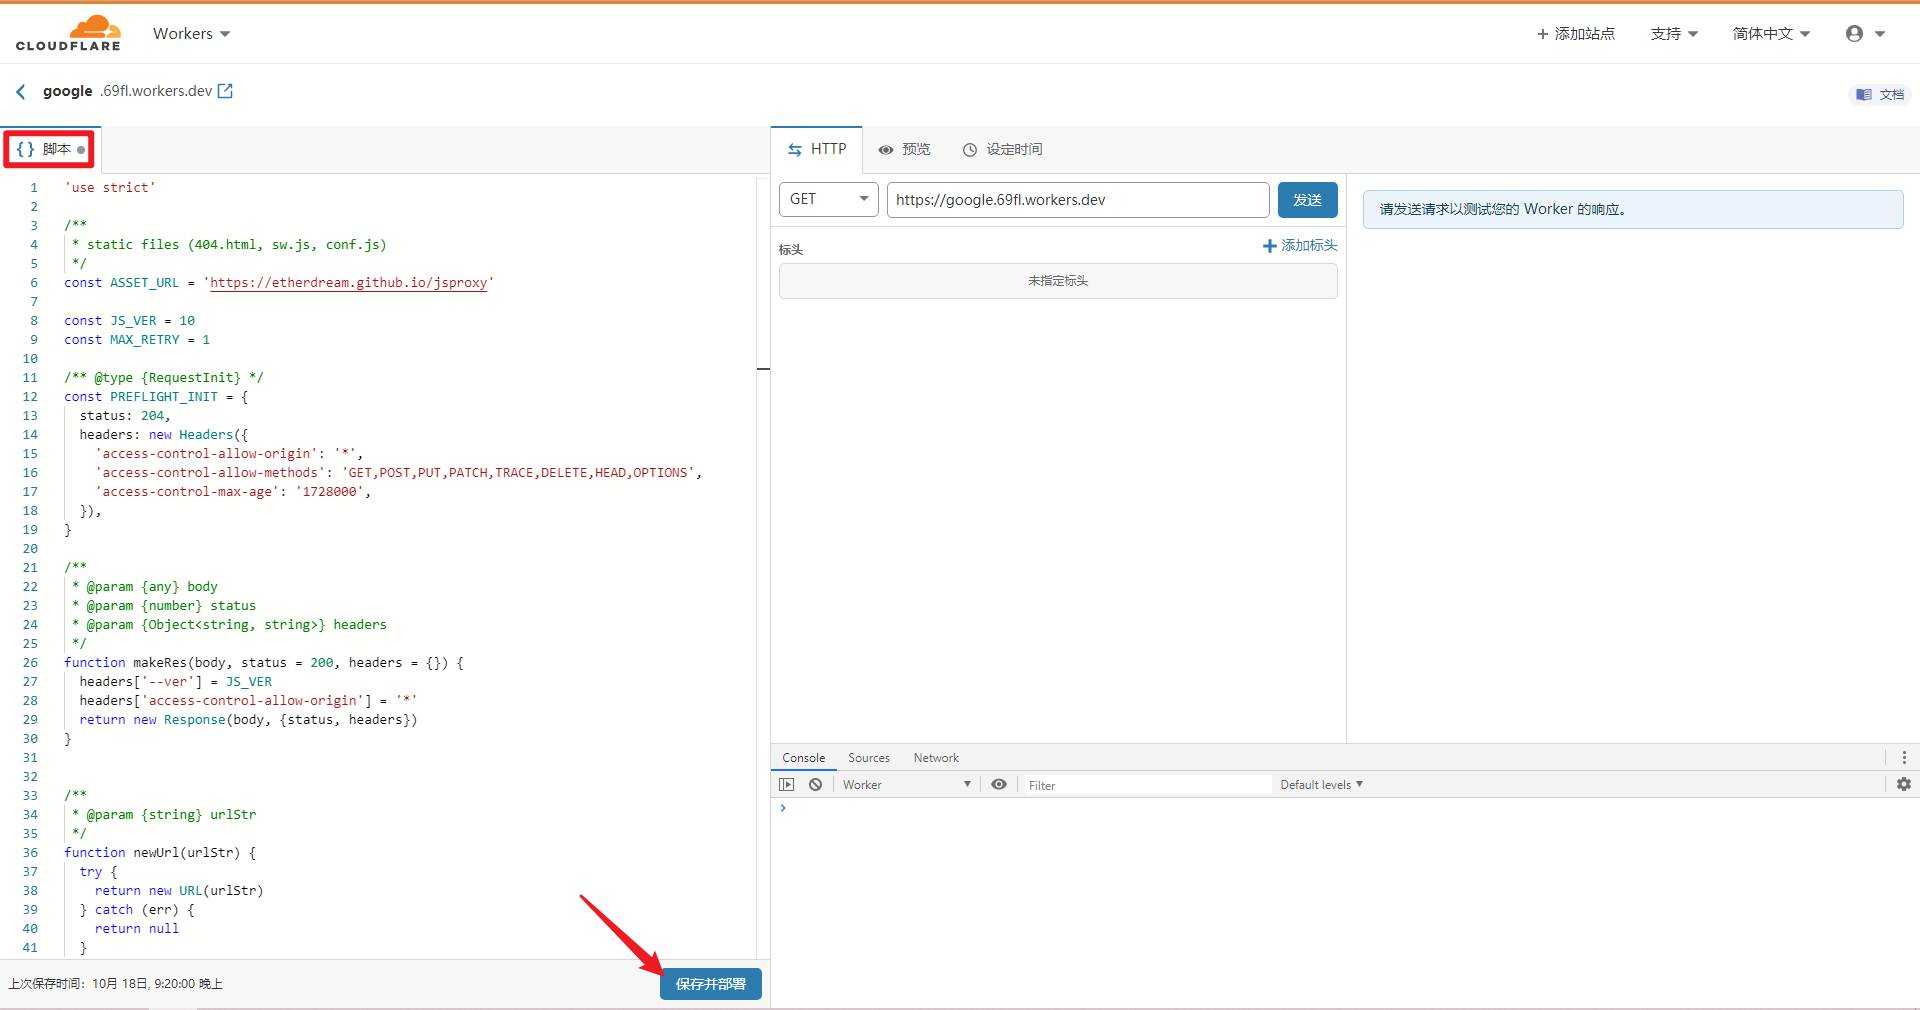 CLOUDFLARE
Workers
添加站点
支持
简体中文
google .69fl.workers.dev
文档
{ } 脚本
HTTP
预览
设定时间
1 'use strict'
2
3 /**
4 * static files (404.html, sw.js, conf.js)
5 */
6 const ASSET_URL = 'https://etherdream.github.io/jsproxy'
7
8 const JS_VER = 10
9 const MAX_RETRY = 1
10
11 /** @type {RequestInit} */
12 const PREFLIGHT_INIT = {
13 status: 204,
14 headers: new Headers({
15 'access-control-allow-origin': '*',
16 'access-control-allow-methods': 'GET,POST,PUT,PATCH,TRACE,DELETE,HEAD,OPTIONS',
17 'access-control-max-age': '1728000',
18 }),
19 }
20
21 /**
22 * @param {any} body
23 * @param {number} status
24 * @param {Object<string, string>} headers
25 */
26 function makeRes(body, status = 200, headers = {}) {
27 headers['--ver'] = JS_VER
28 headers['access-control-allow-origin'] = '*'
29 return new Response(body, {status, headers})
30 }
31
32
33 /**
34 * @param {string} urlStr
35 */
36 function newUrl(urlStr) {
37 try {
38 return new URL(urlStr)
39 } catch (err) {
40 return null
41 }
上次保存时间: 10月 18日, 9:20:00 晚上
保存并部署
GET
https://google.69fl.workers.dev
发送
标头
添加标头
未指定标头
请发送请求以测试您的 Worker 的响应。
Console
Sources
Network
Worker
Filter
Default levels